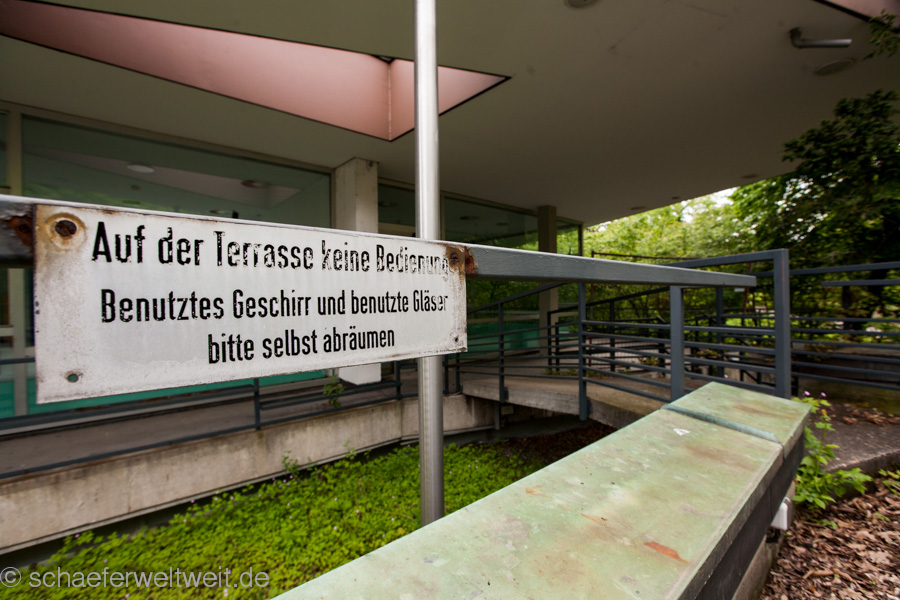 Auf der Terrasse keine Bedienung
Benutztes Geschirr und benutzte Gläser
bitte selbst abräumen
© schaeferweltweit.de